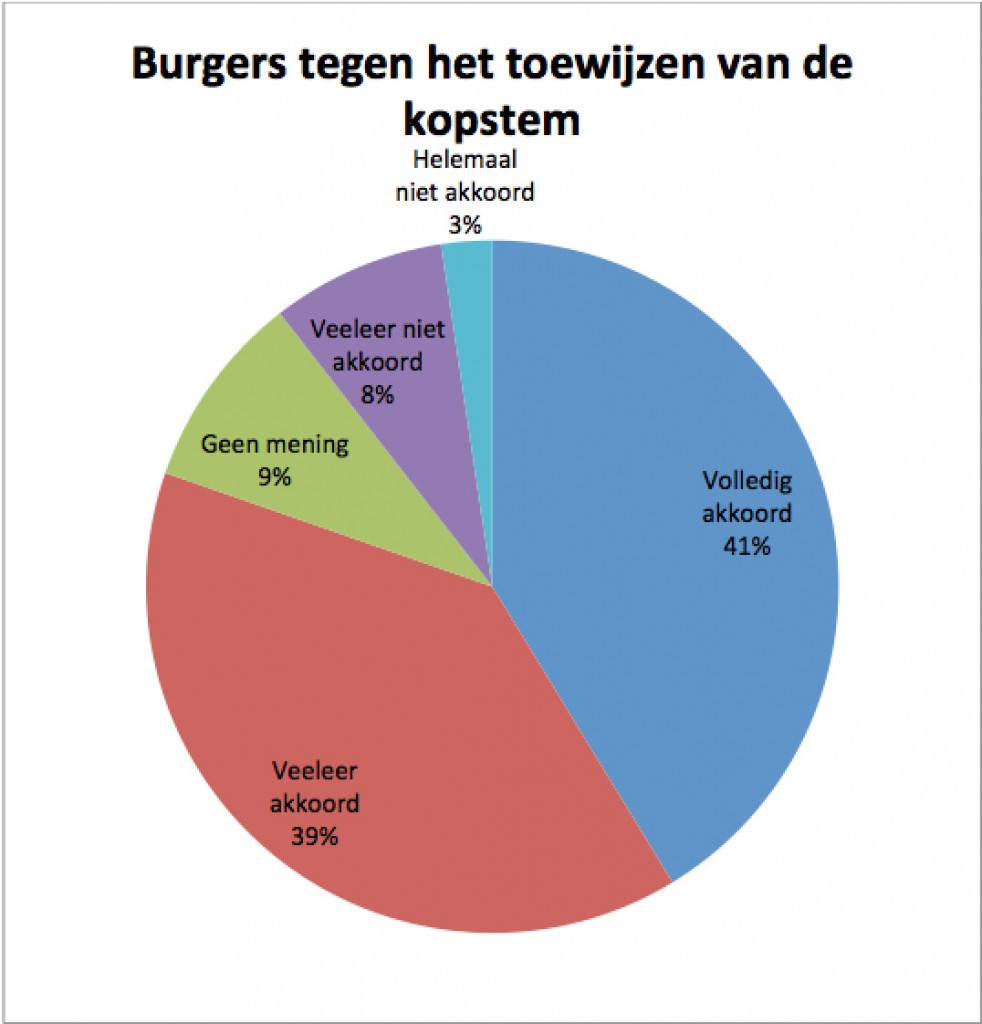 Burgers tegen het toewijzen van de
kopstem
Helemaal
niet akkoord
3%
Veeleer niet
akkoord
8%
Geen mening
9%
Volledig
akkoord
41%
Veeleer
akkoord
39%